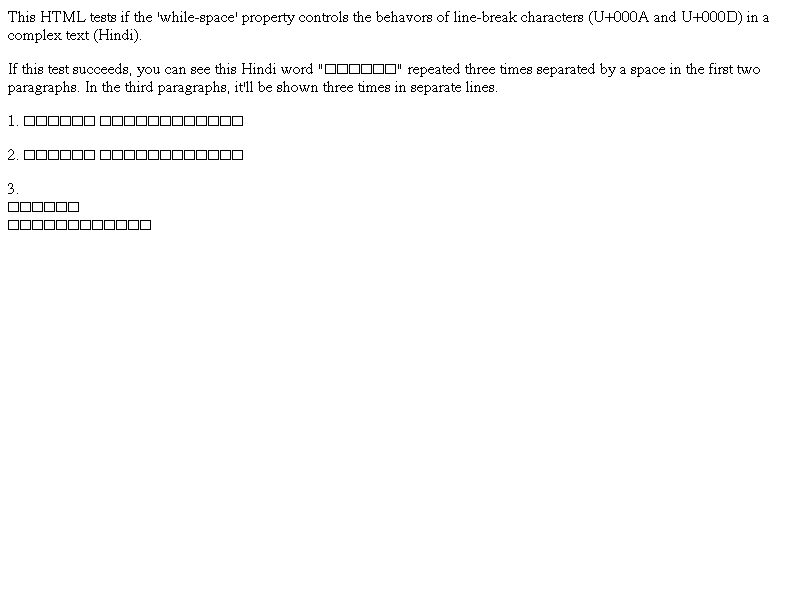 This HTML tests if the 'while-space' property controls the behavors of line-break characters (U+000A and U+000D) in a
complex text (Hindi).
If this test succeeds, you can see this Hindi word "□□□□□□" repeated three times separated by a space in the first two
paragraphs. In the third paragraphs, it'll be shown three times in separate lines.
1. □□□□□□ □□□□□□□□□□□□
2. □□□□□□ □□□□□□□□□□□□
3.
□□□□□□
□□□□□□□□□□□□